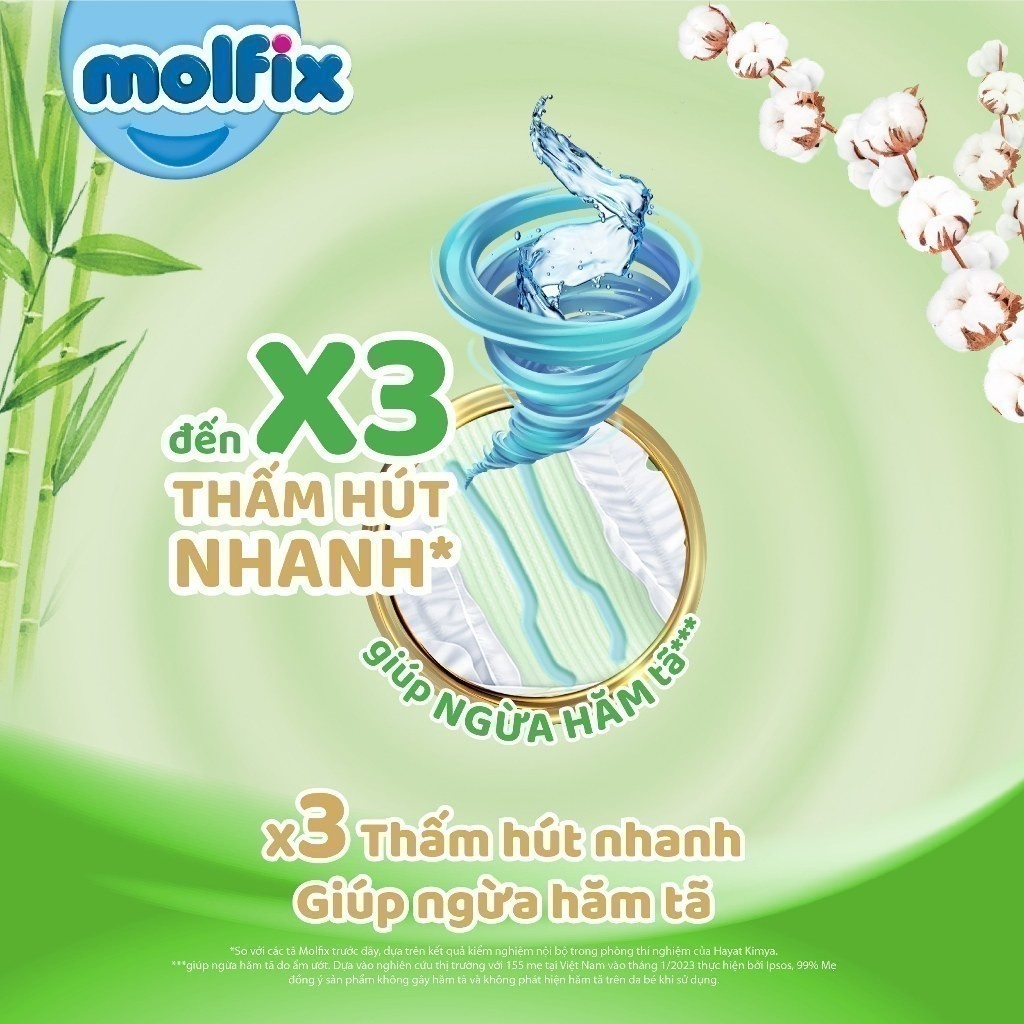 molfix
đến X3
THẤM HÚT
NHANH*
giúp NGỪA HĂM tã***
x3 Thấm hút nhanh
Giúp ngừa hăm tã
*So với các tã Molfix trước đây, dựa trên kết quả kiểm nghiệm nội bộ trong phòng thí nghiệm của Hayat Kimya.
***giúp ngừa hăm tã do ẩm ướt. Dựa vào nghiên cứu thị trường với 155 mẹ tại Việt Nam vào tháng 1/2023 thực hiện bởi Ipsos, 99% Mẹ
đồng ý sản phẩm không gây hăm tã và không phát hiện hăm tã trên da bé khi sử dụng.